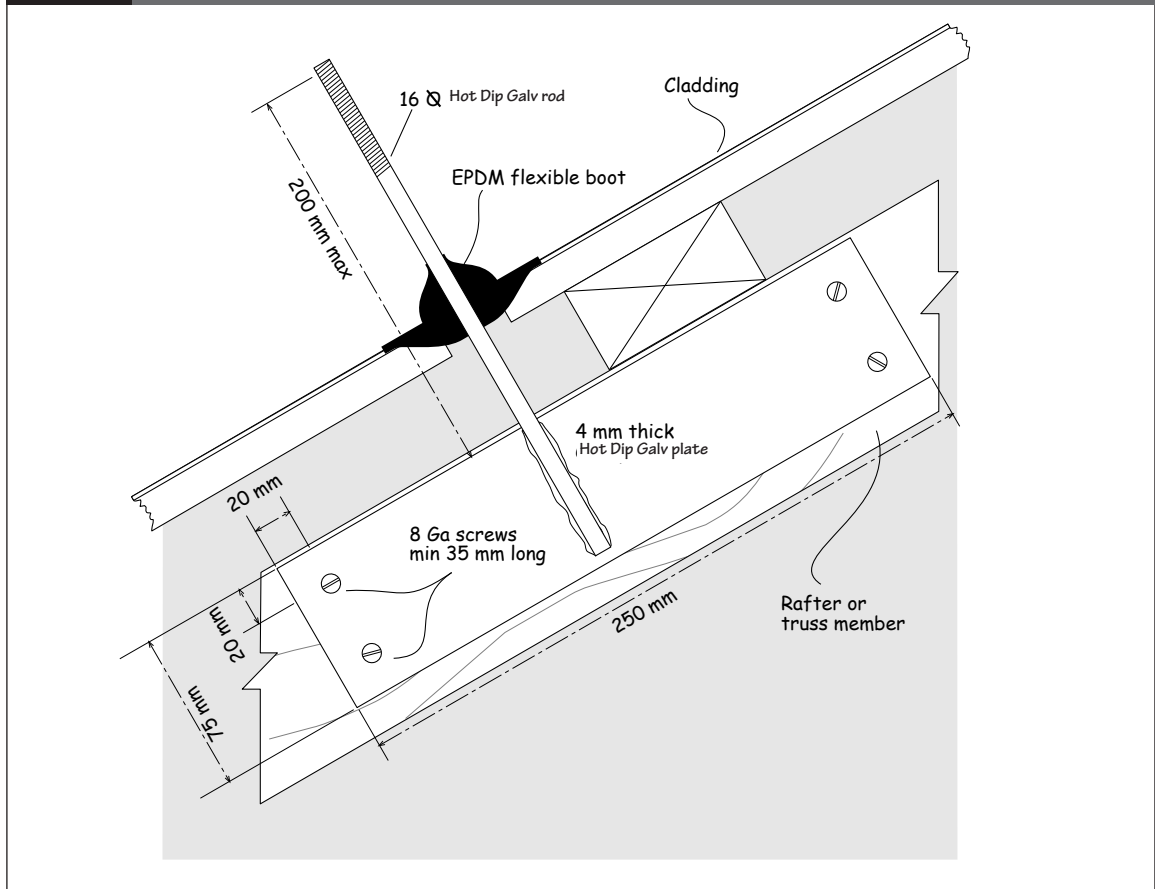 16 Ø Hot Dip Galv rod
Cladding
EPDM flexible boot
200 mm max
4 mm thick
Hot Dip Galv plate
20 mm
8 Ga screws
min 35 mm long
20 mm
75 mm
250 mm
Rafter or
truss member